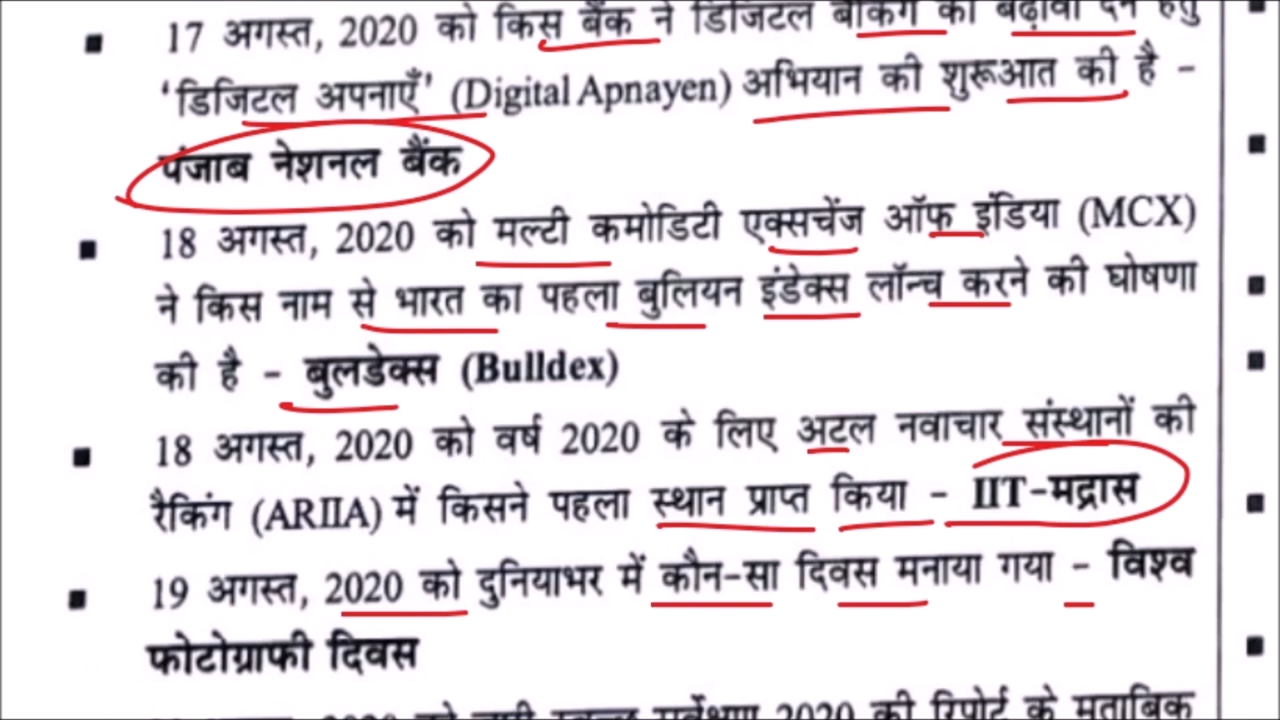 17 अगस्त, 2020 को किस बैंक ने डिजिटल बैंकिंग को बढ़ावा देने हेतु
‘डिजिटल अपनाएँ’ (Digital Apnayen) अभियान की शुरूआत की है –
पंजाब नेशनल बैंक
18 अगस्त, 2020 को मल्टी कमोडिटी एक्सचेंज ऑफ इंडिया (MCX)
ने किस नाम से भारत का पहला बुलियन इंडेक्स लॉन्च करने की घोषणा
की है – बुलडेक्स (Bulldex)
18 अगस्त, 2020 को वर्ष 2020 के लिए अटल नवाचार संस्थानों की
रैकिंग (ARIIA) में किसने पहला स्थान प्राप्त किया – IIT-मद्रास
19 अगस्त, 2020 को दुनियाभर में कौन-सा दिवस मनाया गया – विश्व
फोटोग्राफी दिवस
2020 की रिपोर्ट के मुताबिक